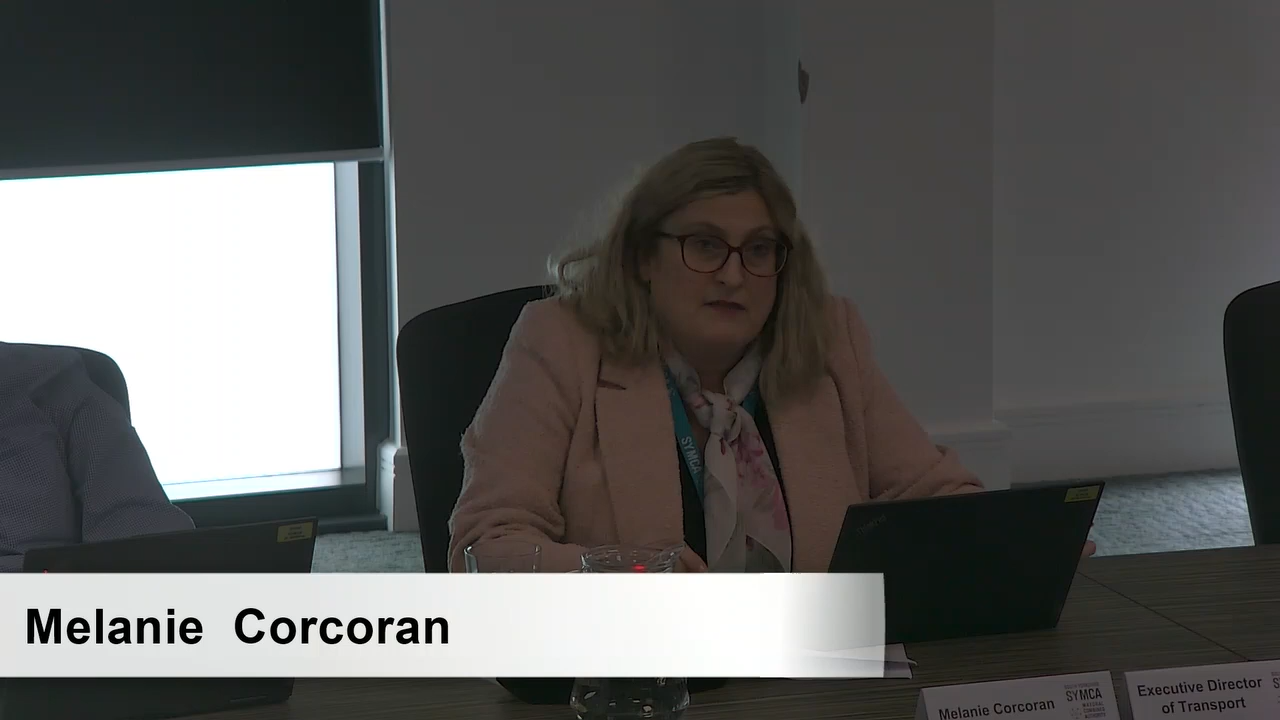 SYMCA
Melanie Corcoran
Melanie Corcoran
SYMCA
Executive Director
of Transport